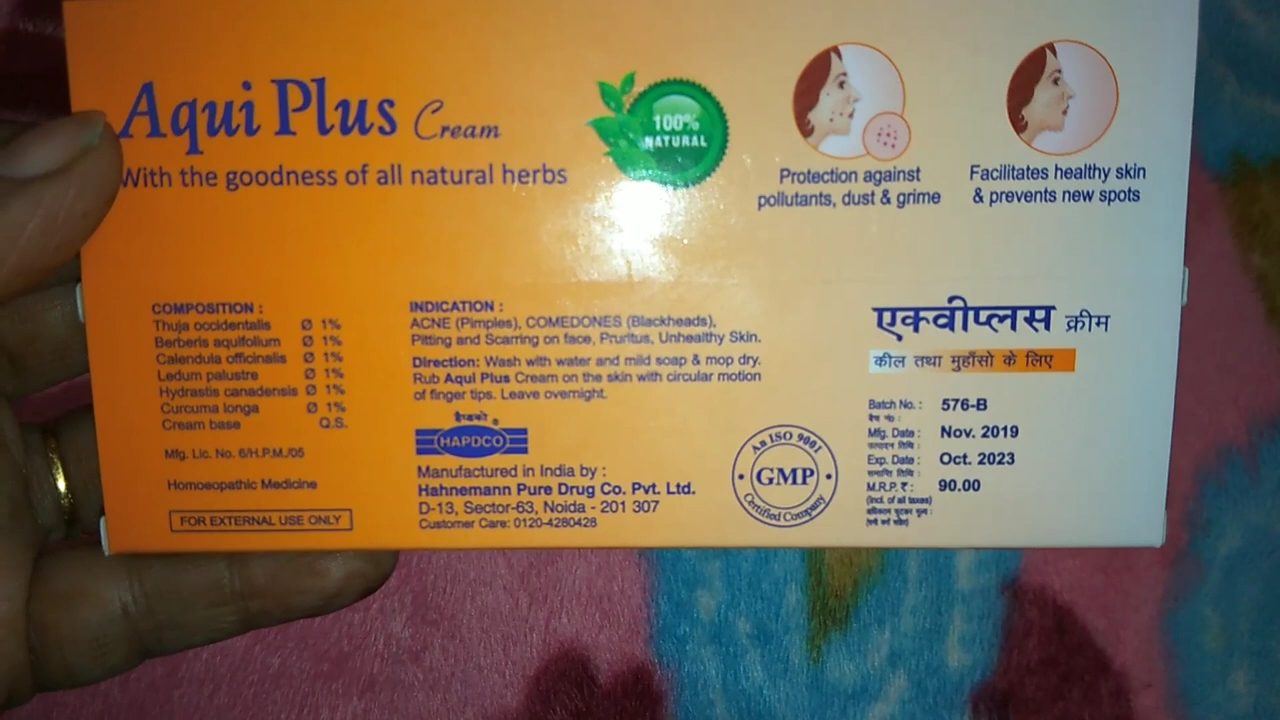 Aqui Plus Cream
With the goodness of all natural herbs
100%
NATURAL
Protection against
pollutants, dust & grime
Facilitates healthy skin
& prevents new spots
COMPOSITION :
Thuja occidentalis Ø 1%
Berberis aquifolium Ø 1%
Calendula officinalis Ø 1%
Ledum palustre Ø 1%
Hydrastis canadensis Ø 1%
Curcuma longa Ø 1%
Cream base Q.S.
Mfg. Lic. No. 6/H.P.M./05
Homoeopathic Medicine
FOR EXTERNAL USE ONLY
INDICATION :
ACNE (Pimples), COMEDONES (Blackheads),
Pitting and Scarring on face, Pruritus, Unhealthy Skin.
Direction: Wash with water and mild soap & mop dry.
Rub Aqui Plus Cream on the skin with circular motion
of finger tips. Leave overnight.
हैप्डको ®
HAPDCO
Manufactured in India by :
Hahnemann Pure Drug Co. Pvt. Ltd.
D-13, Sector-63, Noida - 201 307
Customer Care: 0120-4280428
An ISO 9001
GMP
Certified Company
एक्वीप्लस क्रीम
कील तथा मुहाँसो के लिए
Batch No. : 576-B
बैच नं० :
Mfg. Date : Nov. 2019
उत्पादन तिथि :
Exp. Date : Oct. 2023
समाप्ति तिथि :
M.R.P. ₹ : 90.00
(Incl. of all taxes)